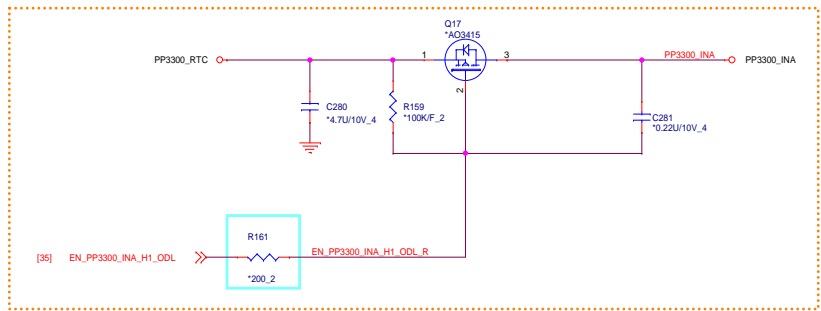 Q17
*AO3415
PP3300_RTC
1
3
PP3300_INA
PP3300_INA
2
C280
*4.7U/10V_4
R159
*100K/F_2
C281
*0.22U/10V_4
R161
[35]
EN_PP3300_INA_H1_ODL
EN_PP3300_INA_H1_ODL_R
*200_2